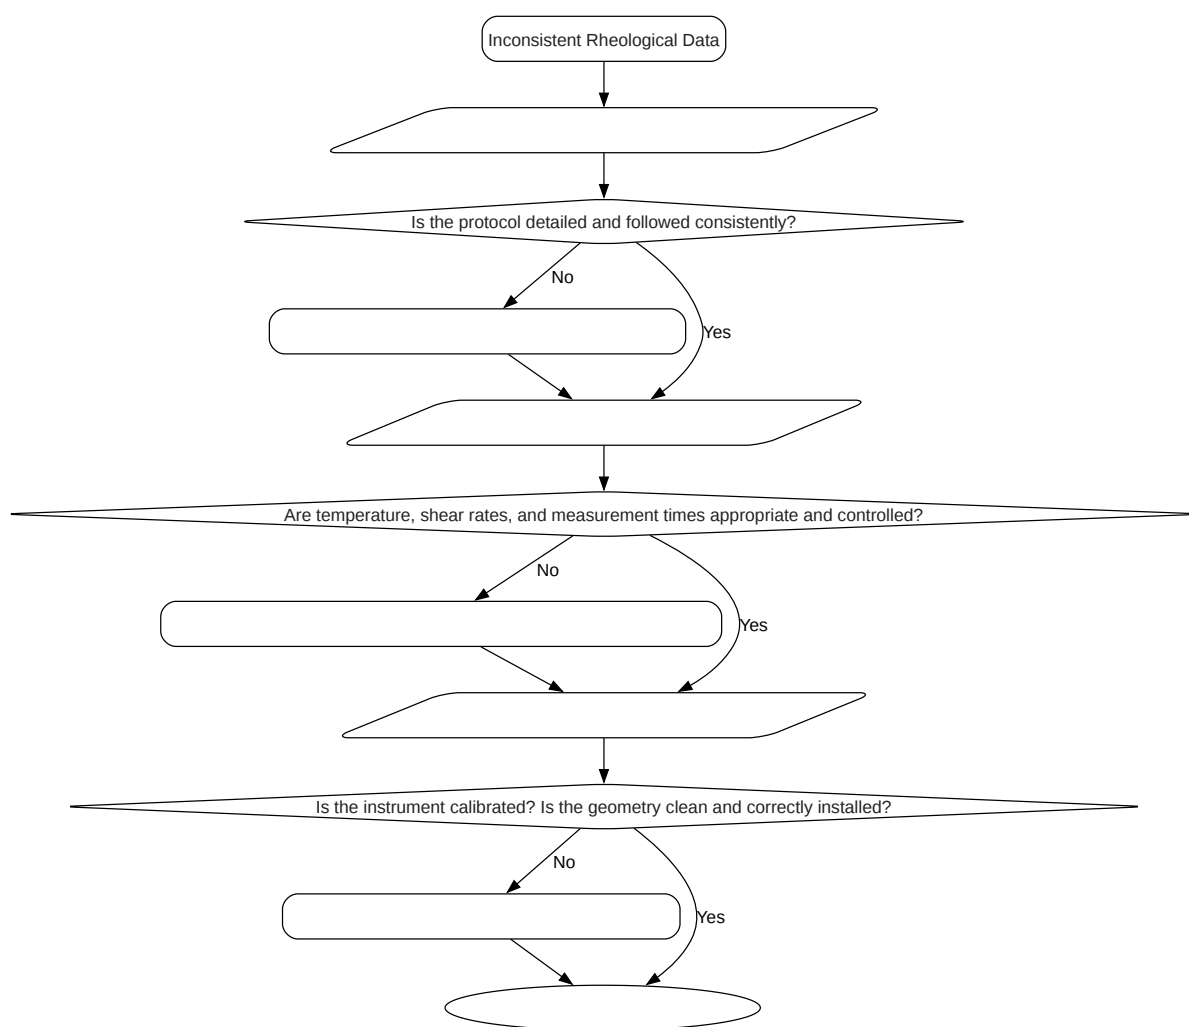 Inconsistent Rheological Data
Is the protocol detailed and followed consistently?
No
Yes
Are temperature, shear rates, and measurement times appropriate and controlled?
No
Yes
Is the instrument calibrated? Is the geometry clean and correctly installed?
No
Yes